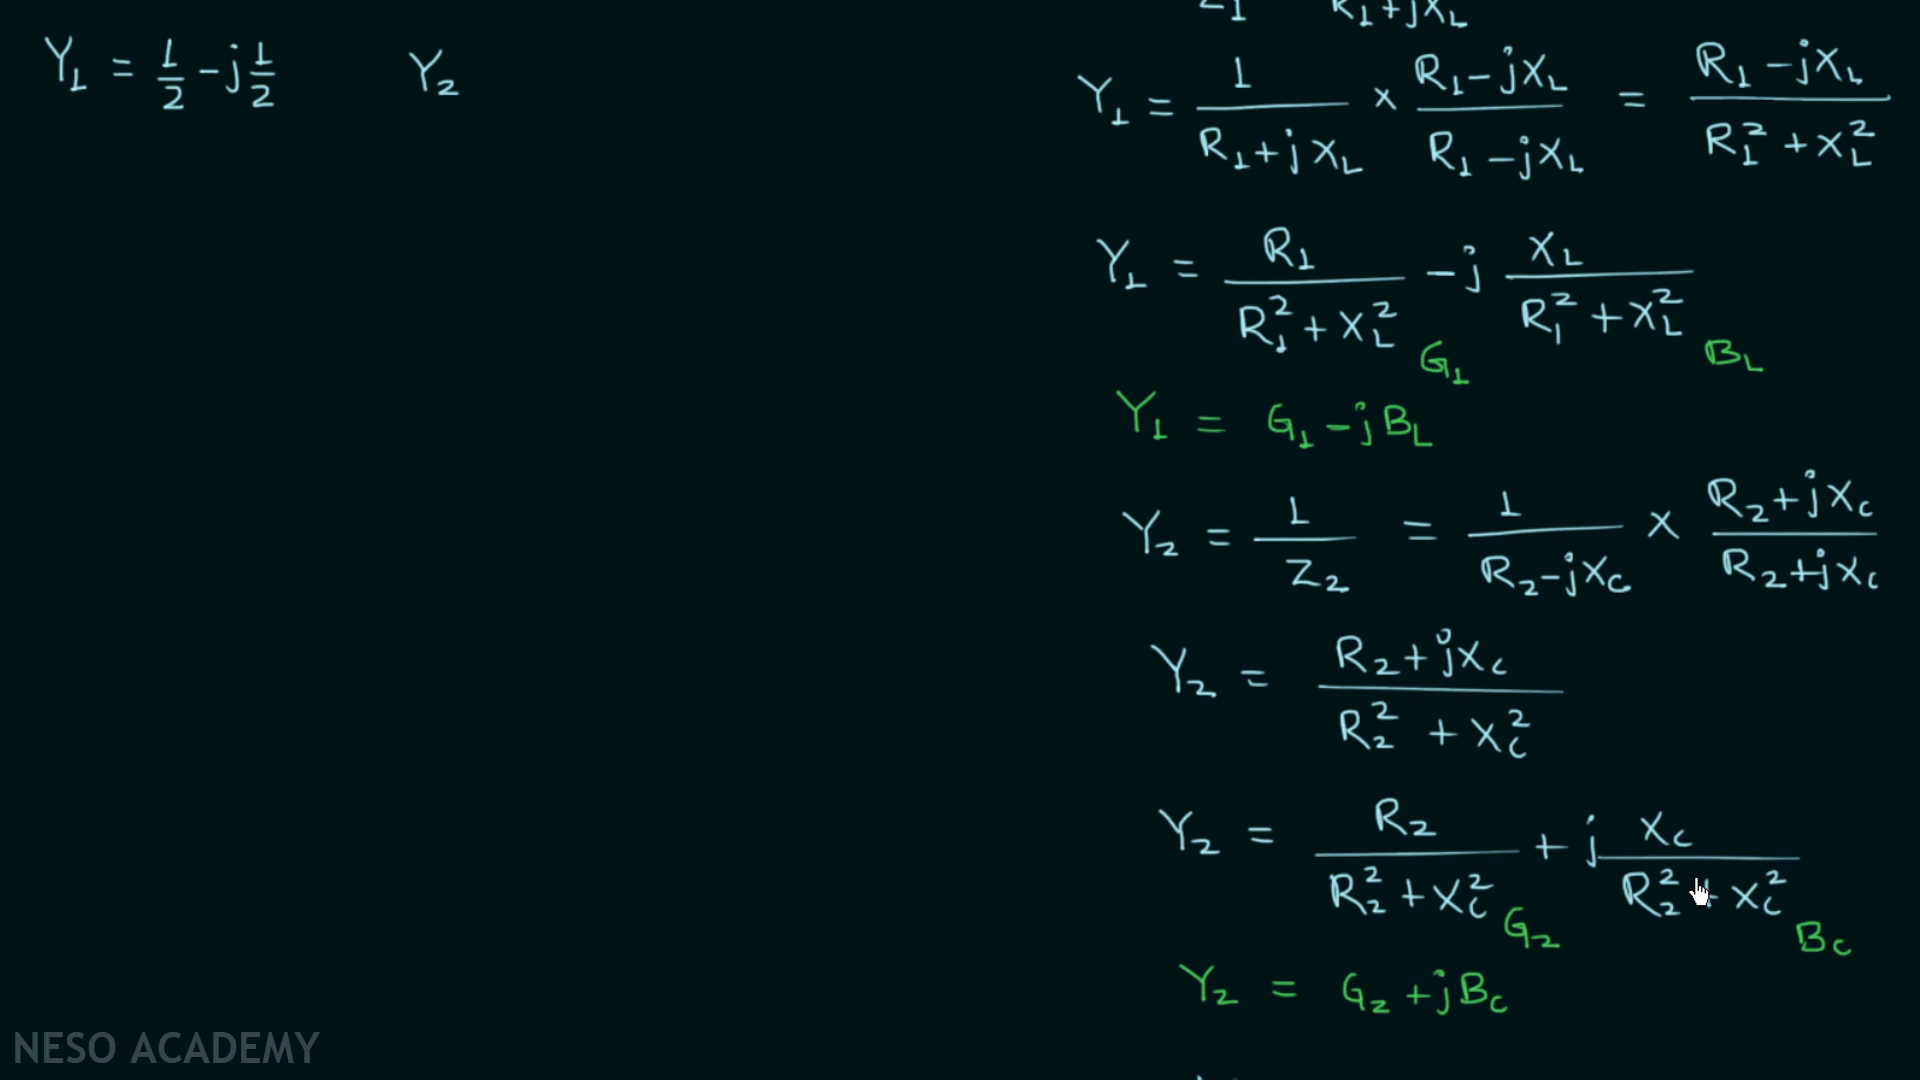 Y₁ = 1/2 - j 1/2    Y₂
Z₁    R₁ + jX_L
Y₁ = 1/(R₁ + jX_L) × (R₁ - jX_L)/(R₁ - jX_L) = (R₁ - jX_L)/(R₁² + X_L²)
Y₁ = R₁/(R₁² + X_L²) - j X_L/(R₁² + X_L²)
G₁    B_L
Y₁ = G₁ - jB_L
Y₂ = 1/Z₂ = 1/(R₂ - jX_C) × (R₂ + jX_C)/(R₂ + jX_C)
Y₂ = (R₂ + jX_C)/(R₂² + X_C²)
Y₂ = R₂/(R₂² + X_C²) + j X_C/(R₂² + X_C²)
G₂    B_C
Y₂ = G₂ + jB_C
NESO ACADEMY